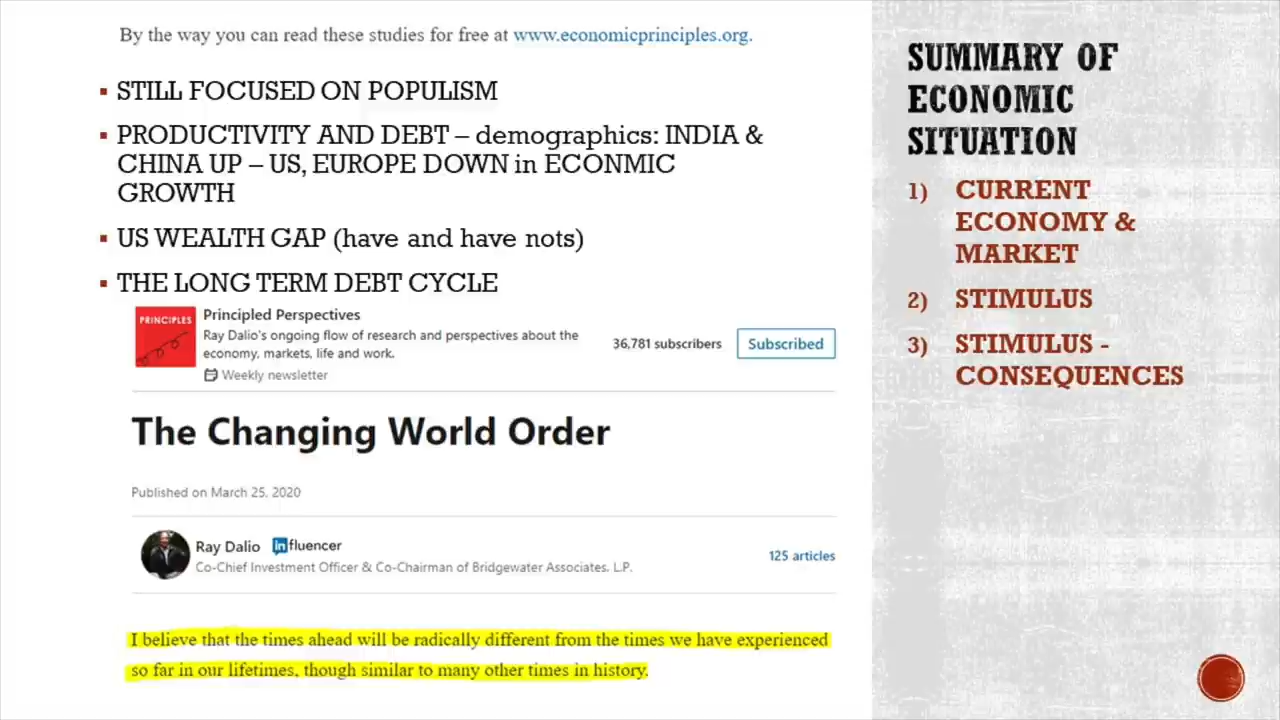 By the way you can read these studies for free at www.economicprinciples.org.
▪ STILL FOCUSED ON POPULISM
▪ PRODUCTIVITY AND DEBT – demographics: INDIA &
CHINA UP – US, EUROPE DOWN in ECONMIC
GROWTH
▪ US WEALTH GAP (have and have nots)
▪ THE LONG TERM DEBT CYCLE
PRINCIPLES
Principled Perspectives
Ray Dalio's ongoing flow of research and perspectives about the
economy, markets, life and work.
Weekly newsletter
36,781 subscribers
Subscribed
The Changing World Order
Published on March 25, 2020
Ray Dalio influencer
Co-Chief Investment Officer & Co-Chairman of Bridgewater Associates, L.P.
125 articles
I believe that the times ahead will be radically different from the times we have experienced
so far in our lifetimes, though similar to many other times in history.
SUMMARY OF
ECONOMIC
SITUATION
1) CURRENT
ECONOMY &
MARKET
2) STIMULUS
3) STIMULUS -
CONSEQUENCES